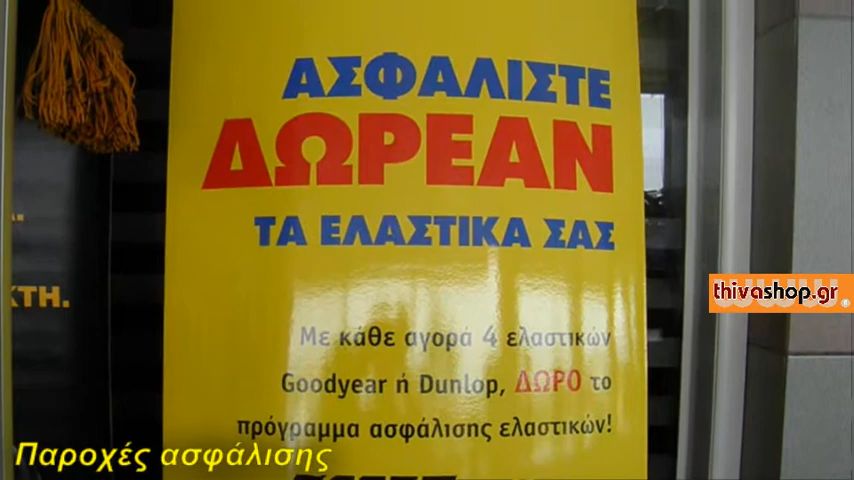 ΑΣΦΑΛΙΣΤΕ
ΔΩΡΕΑΝ
ΤΑ ΕΛΑΣΤΙΚΑ ΣΑΣ
ΚΤΗ.
thivashop.gr
Με κάθε αγορά 4 ελαστικών
Goodyear ή Dunlop, ΔΩΡΟ το
πρόγραμμα ασφάλισης ελαστικών!
Παροχές ασφάλισης